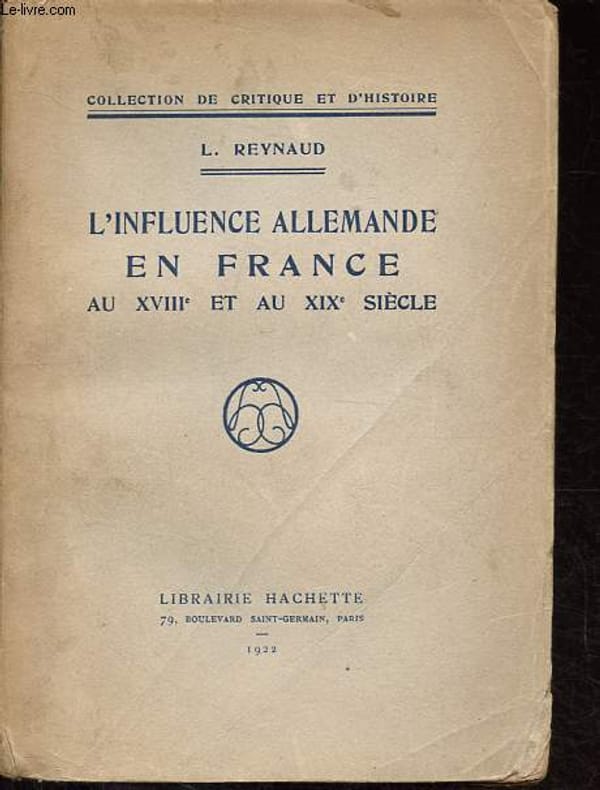 Le-livre.com
COLLECTION DE CRITIQUE ET D'HISTOIRE
L. REYNAUD
L'INFLUENCE ALLEMANDE
EN FRANCE
AU XVIIIe ET AU XIXe SIÈCLE
LIBRAIRIE HACHETTE
79, BOULEVARD SAINT-GERMAIN, PARIS
1922